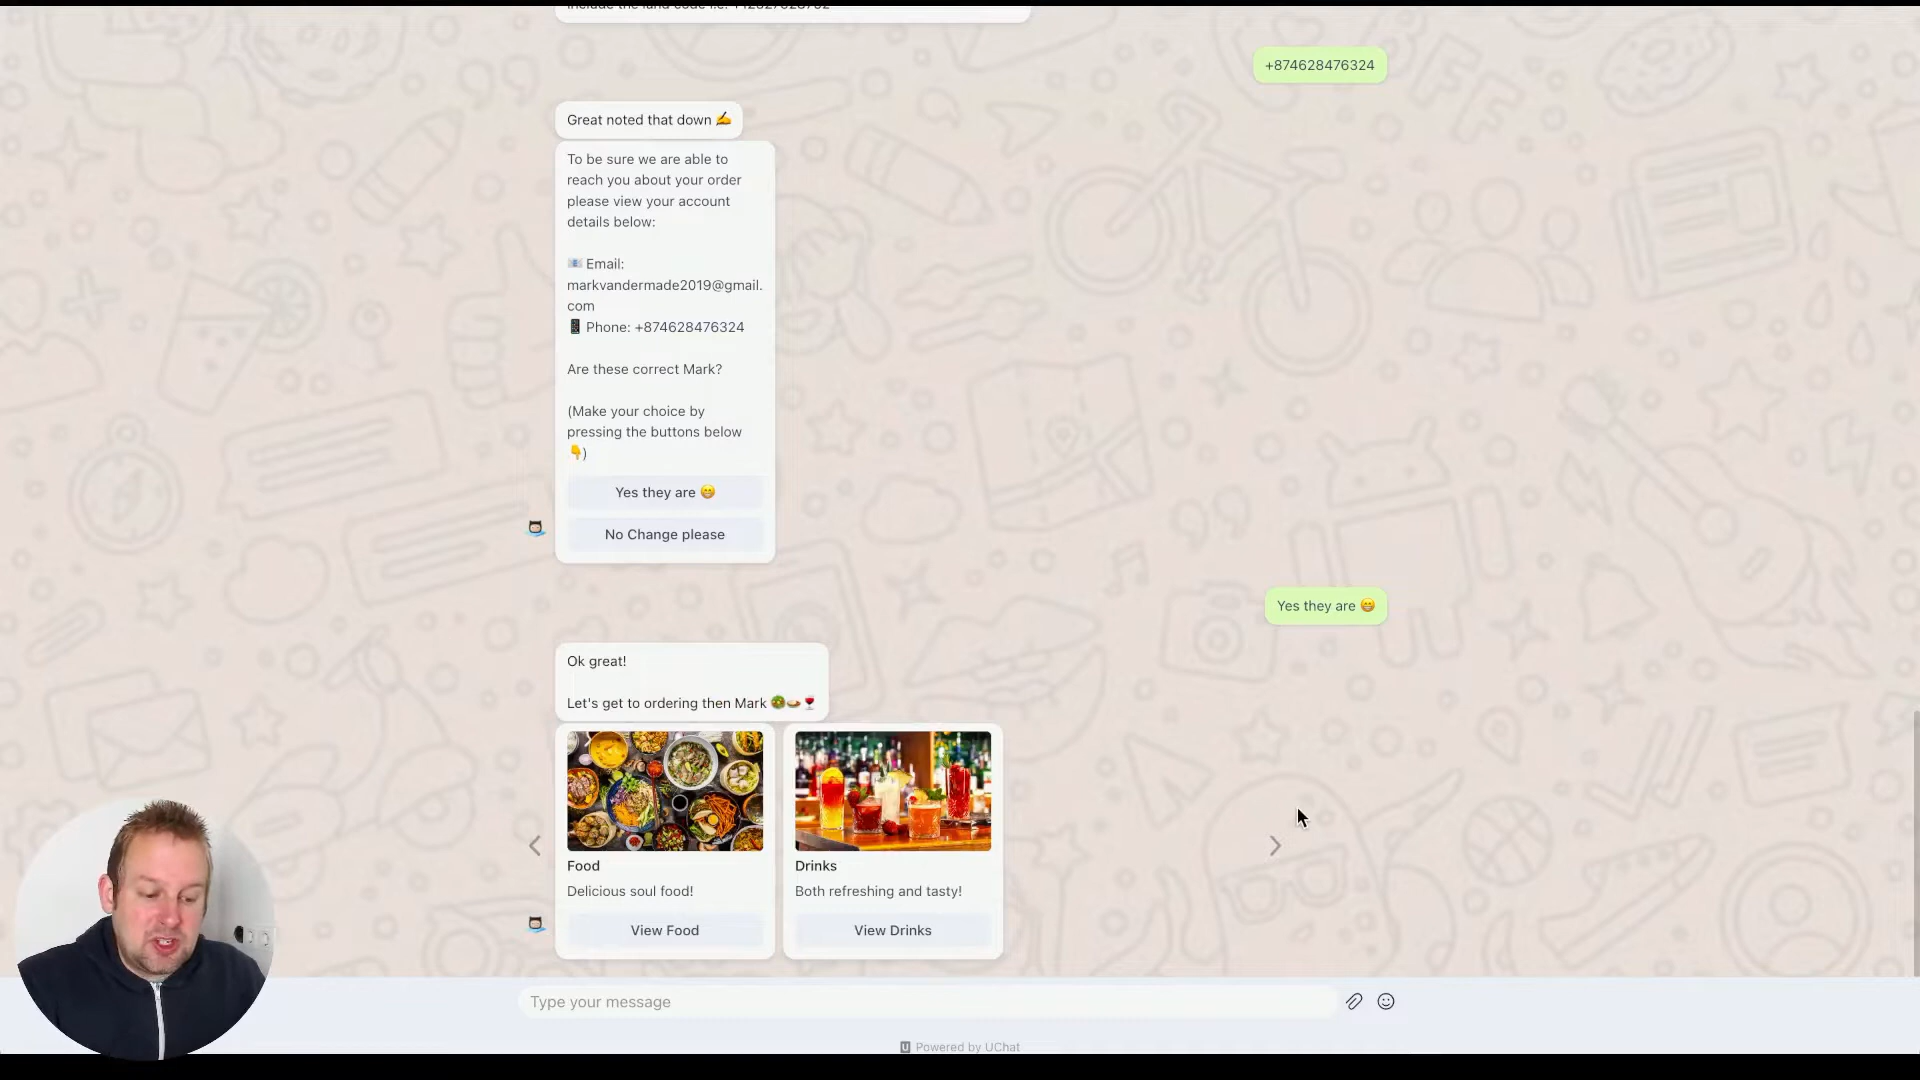 +874628476324
Great noted that down ✍
To be sure we are able to
reach you about your order
please view your account
details below:
📧 Email:
markvandermade2019@gmail.
com
📱 Phone: +874628476324
Are these correct Mark?
(Make your choice by
pressing the buttons below
👇)
Yes they are 😁
No Change please
Yes they are 😁
Ok great!
Let's get to ordering then Mark 🥗🌭🍷
Food
Delicious soul food!
View Food
Drinks
Both refreshing and tasty!
View Drinks
Type your message
Powered by UChat